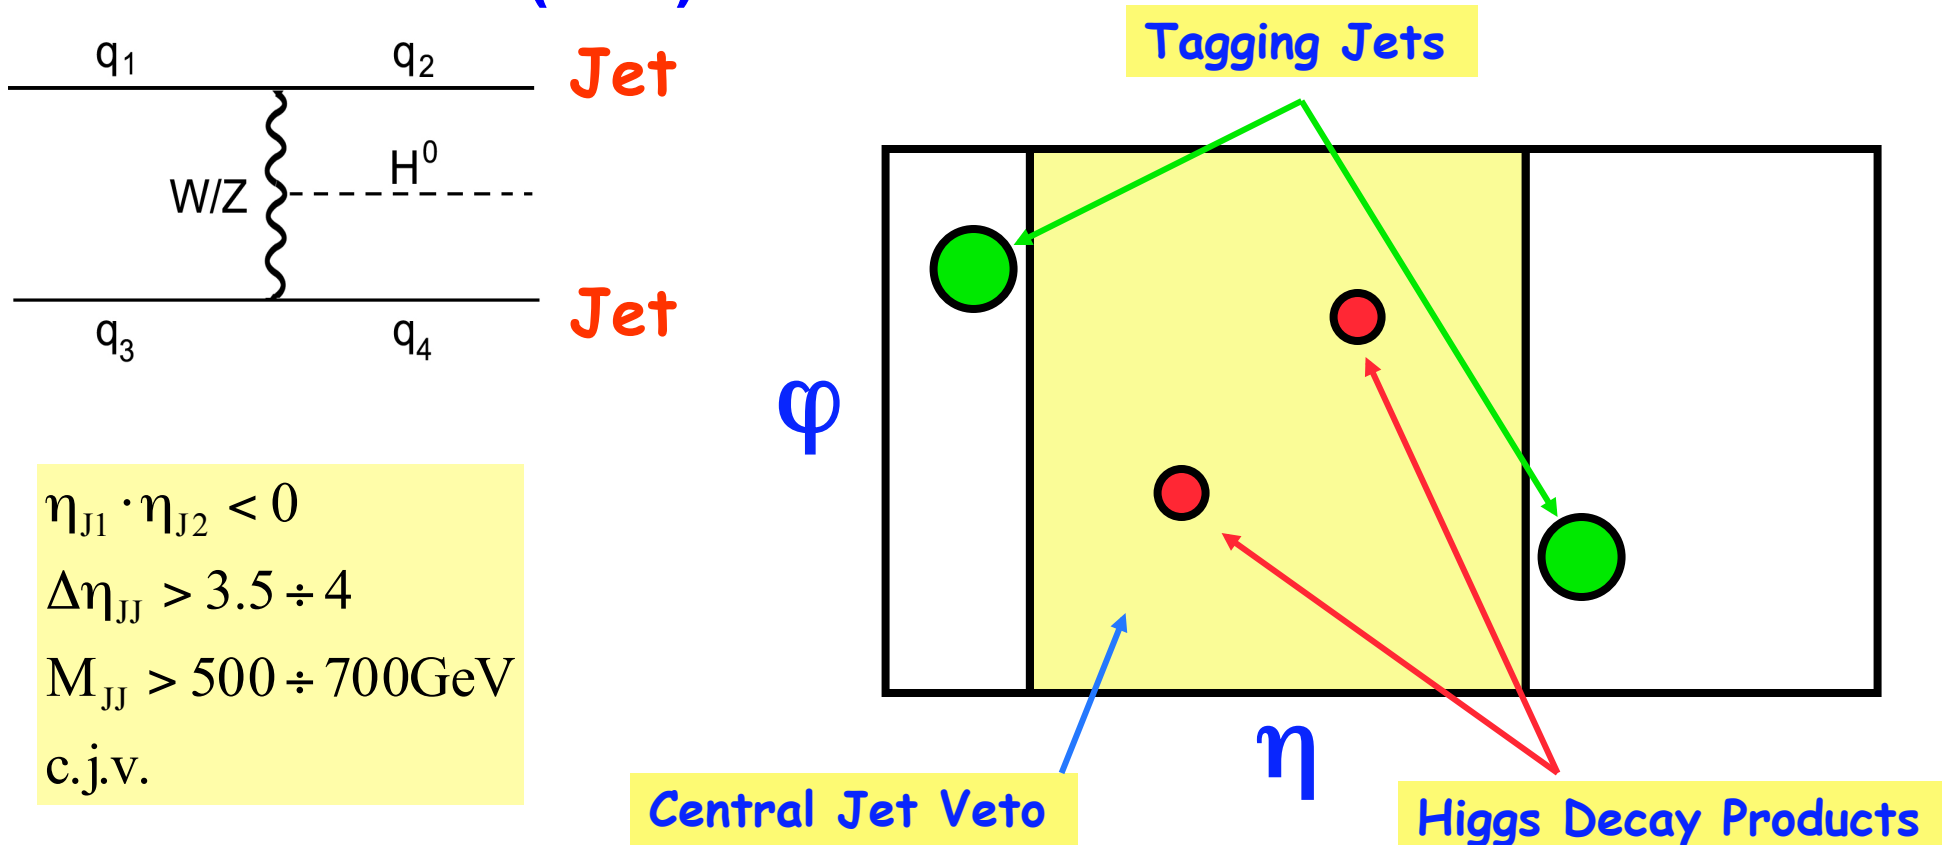 q1 q2 Jet
W/Z H0
q3 q4 Jet
ηJ1 · ηJ2 < 0
ΔηJJ > 3.5 ÷ 4
MJJ > 500 ÷ 700GeV
c.j.v.
Tagging Jets
φ
η
Central Jet Veto
Higgs Decay Products